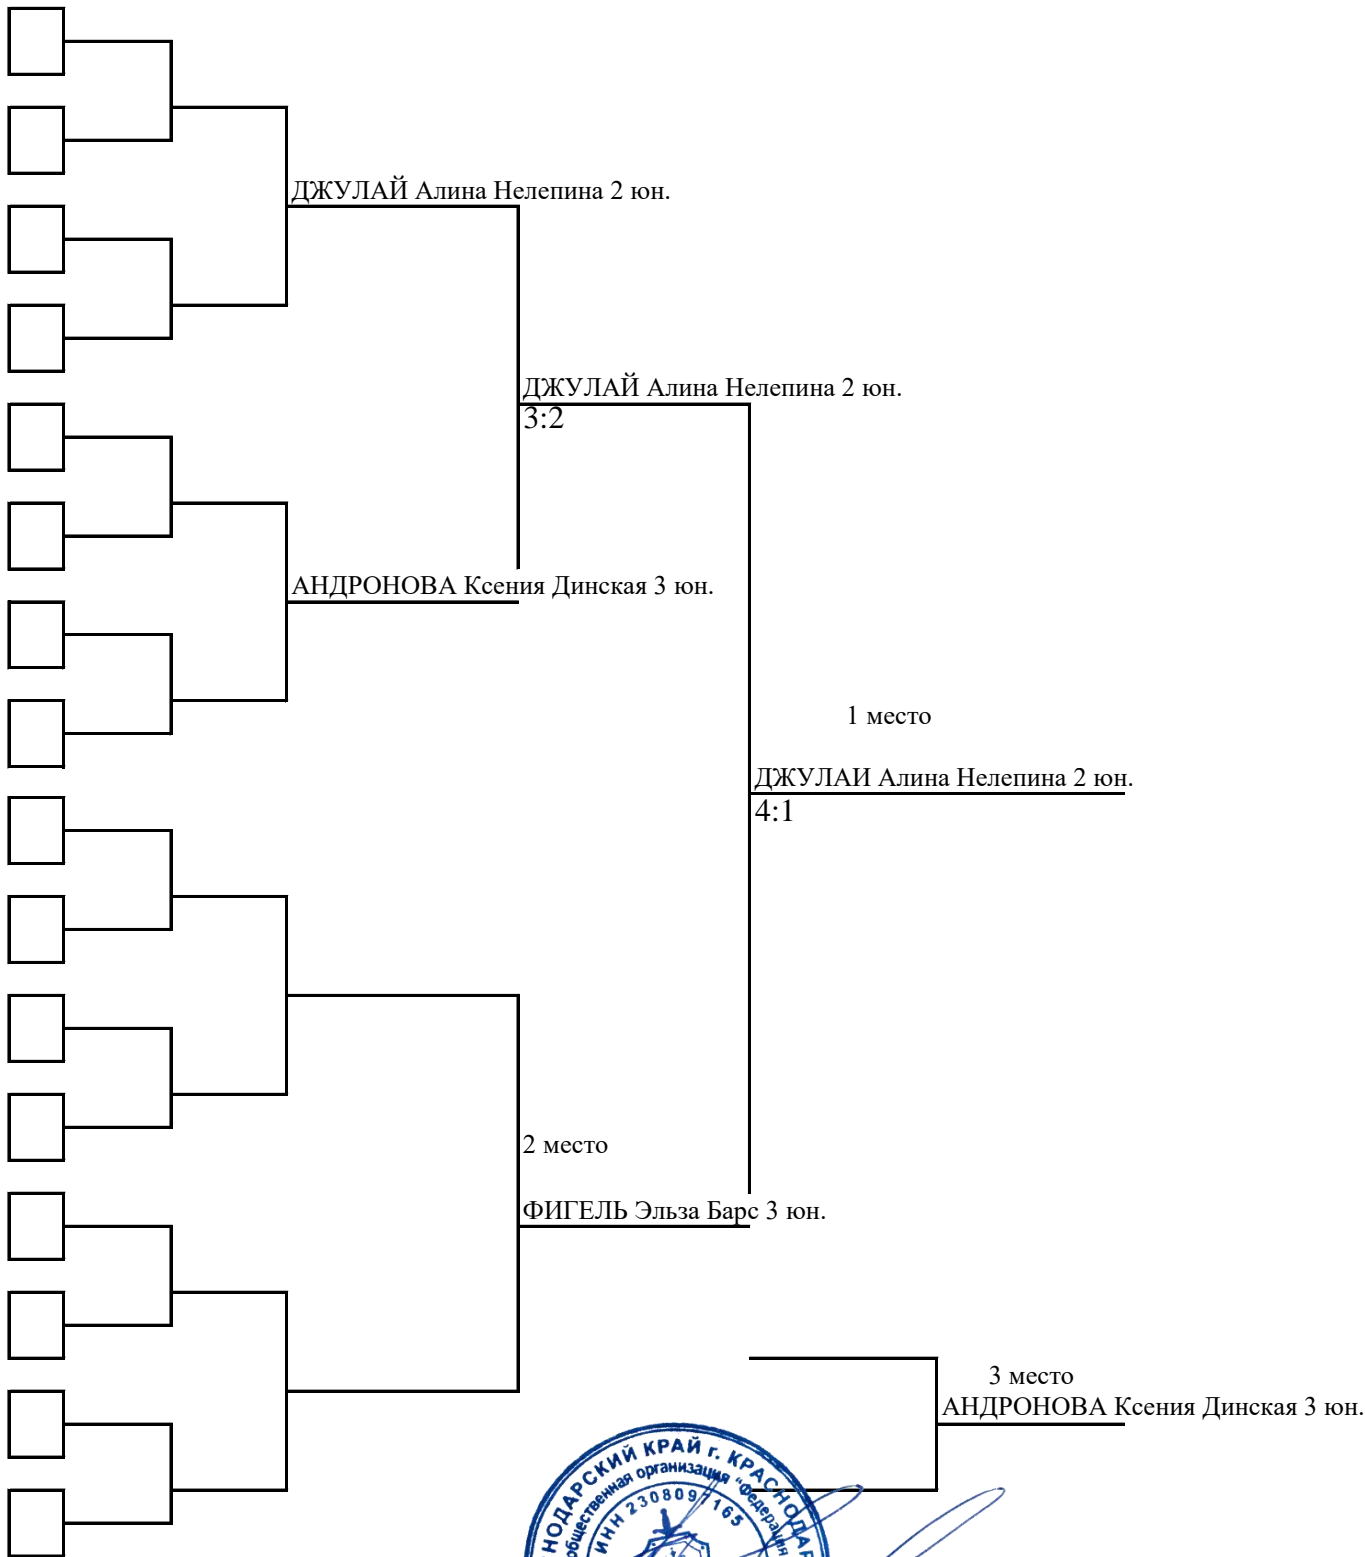 ДЖУЛАЙ Алина Нелепина 2 юн.
ДЖУЛАЙ Алина Нелепина 2 юн.
3:2
АНДРОНОВА Ксения Динская 3 юн.
1 место
ДЖУЛАИ Алина Нелепина 2 юн.
4:1
2 место
ФИГЕЛЬ Эльза Барс 3 юн.
3 место
АНДРОНОВА Ксения Динская 3 юн.
КРАЙ г.
общественная организация "Федерация
ИНН 2308097165